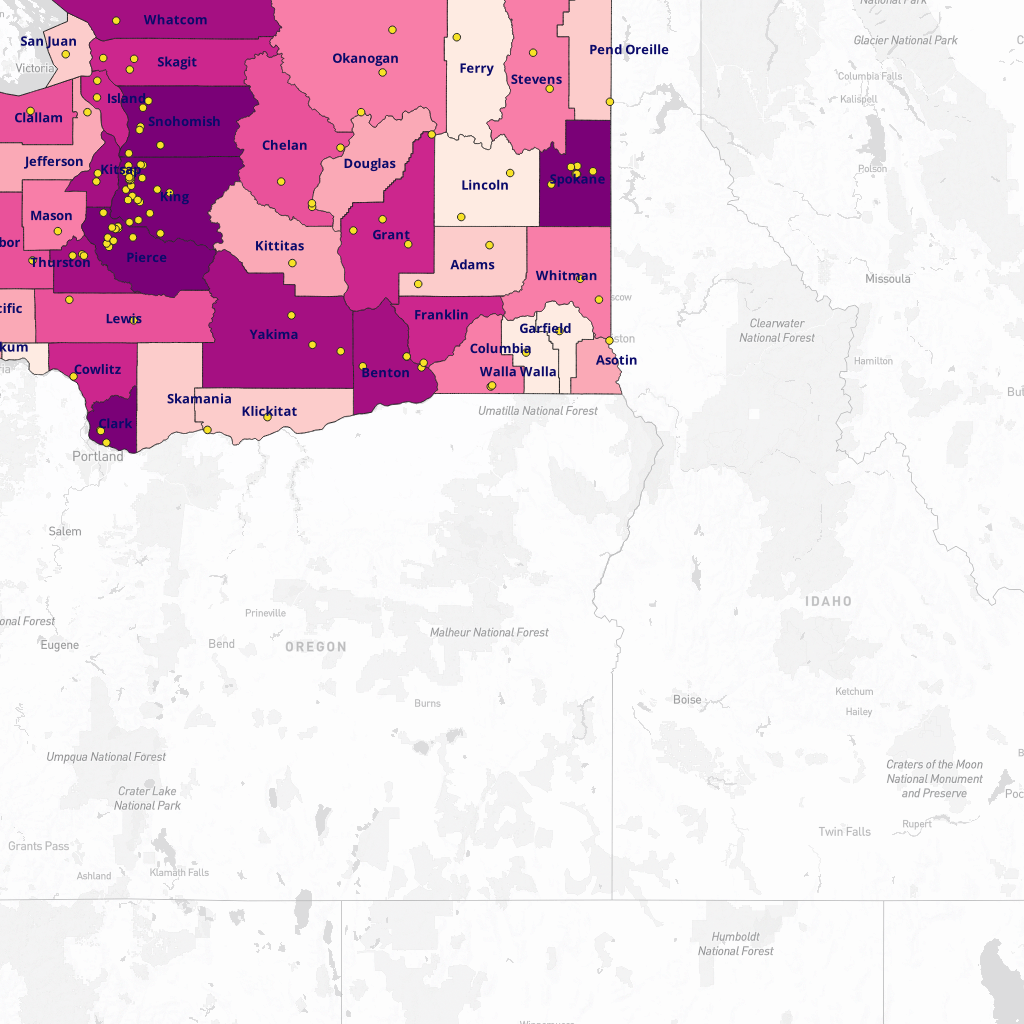 National Park
Whatcom
San Juan
Pend Oreille
Glacier National Park
Okanogan
Skagit
Victoria
Ferry
Stevens
Columbia Falls
Kalispell
Island
Clallam
Snohomish
Chelan
Jefferson
Douglas
Kitsap
Polson
Spokane
Lincoln
King
Mason
Grant
bor
Kittitas
Pierce
Thurston
Adams
Whitman
Missoula
scow
cific
Lewis
Franklin
Yakima
Garfield
Clearwater
National Forest
kum
Columbia
ston
Asotin
Hamilton
Cowlitz
Benton
Walla Walla
ria
Skamania
Klickitat
Umatilla National Forest
Clark
Portland
Salem
IDAHO
Prineville
onal Forest
Malheur National Forest
Eugene
Bend
OREGON
Boise
Ketchum
Burns
Hailey
Umpqua National Forest
Craters of the Moon
National Monument
and Preserve
Crater Lake
National Park
Poc
Rupert
Twin Falls
Grants Pass
Ashland
Klamath Falls
Humboldt
National Forest